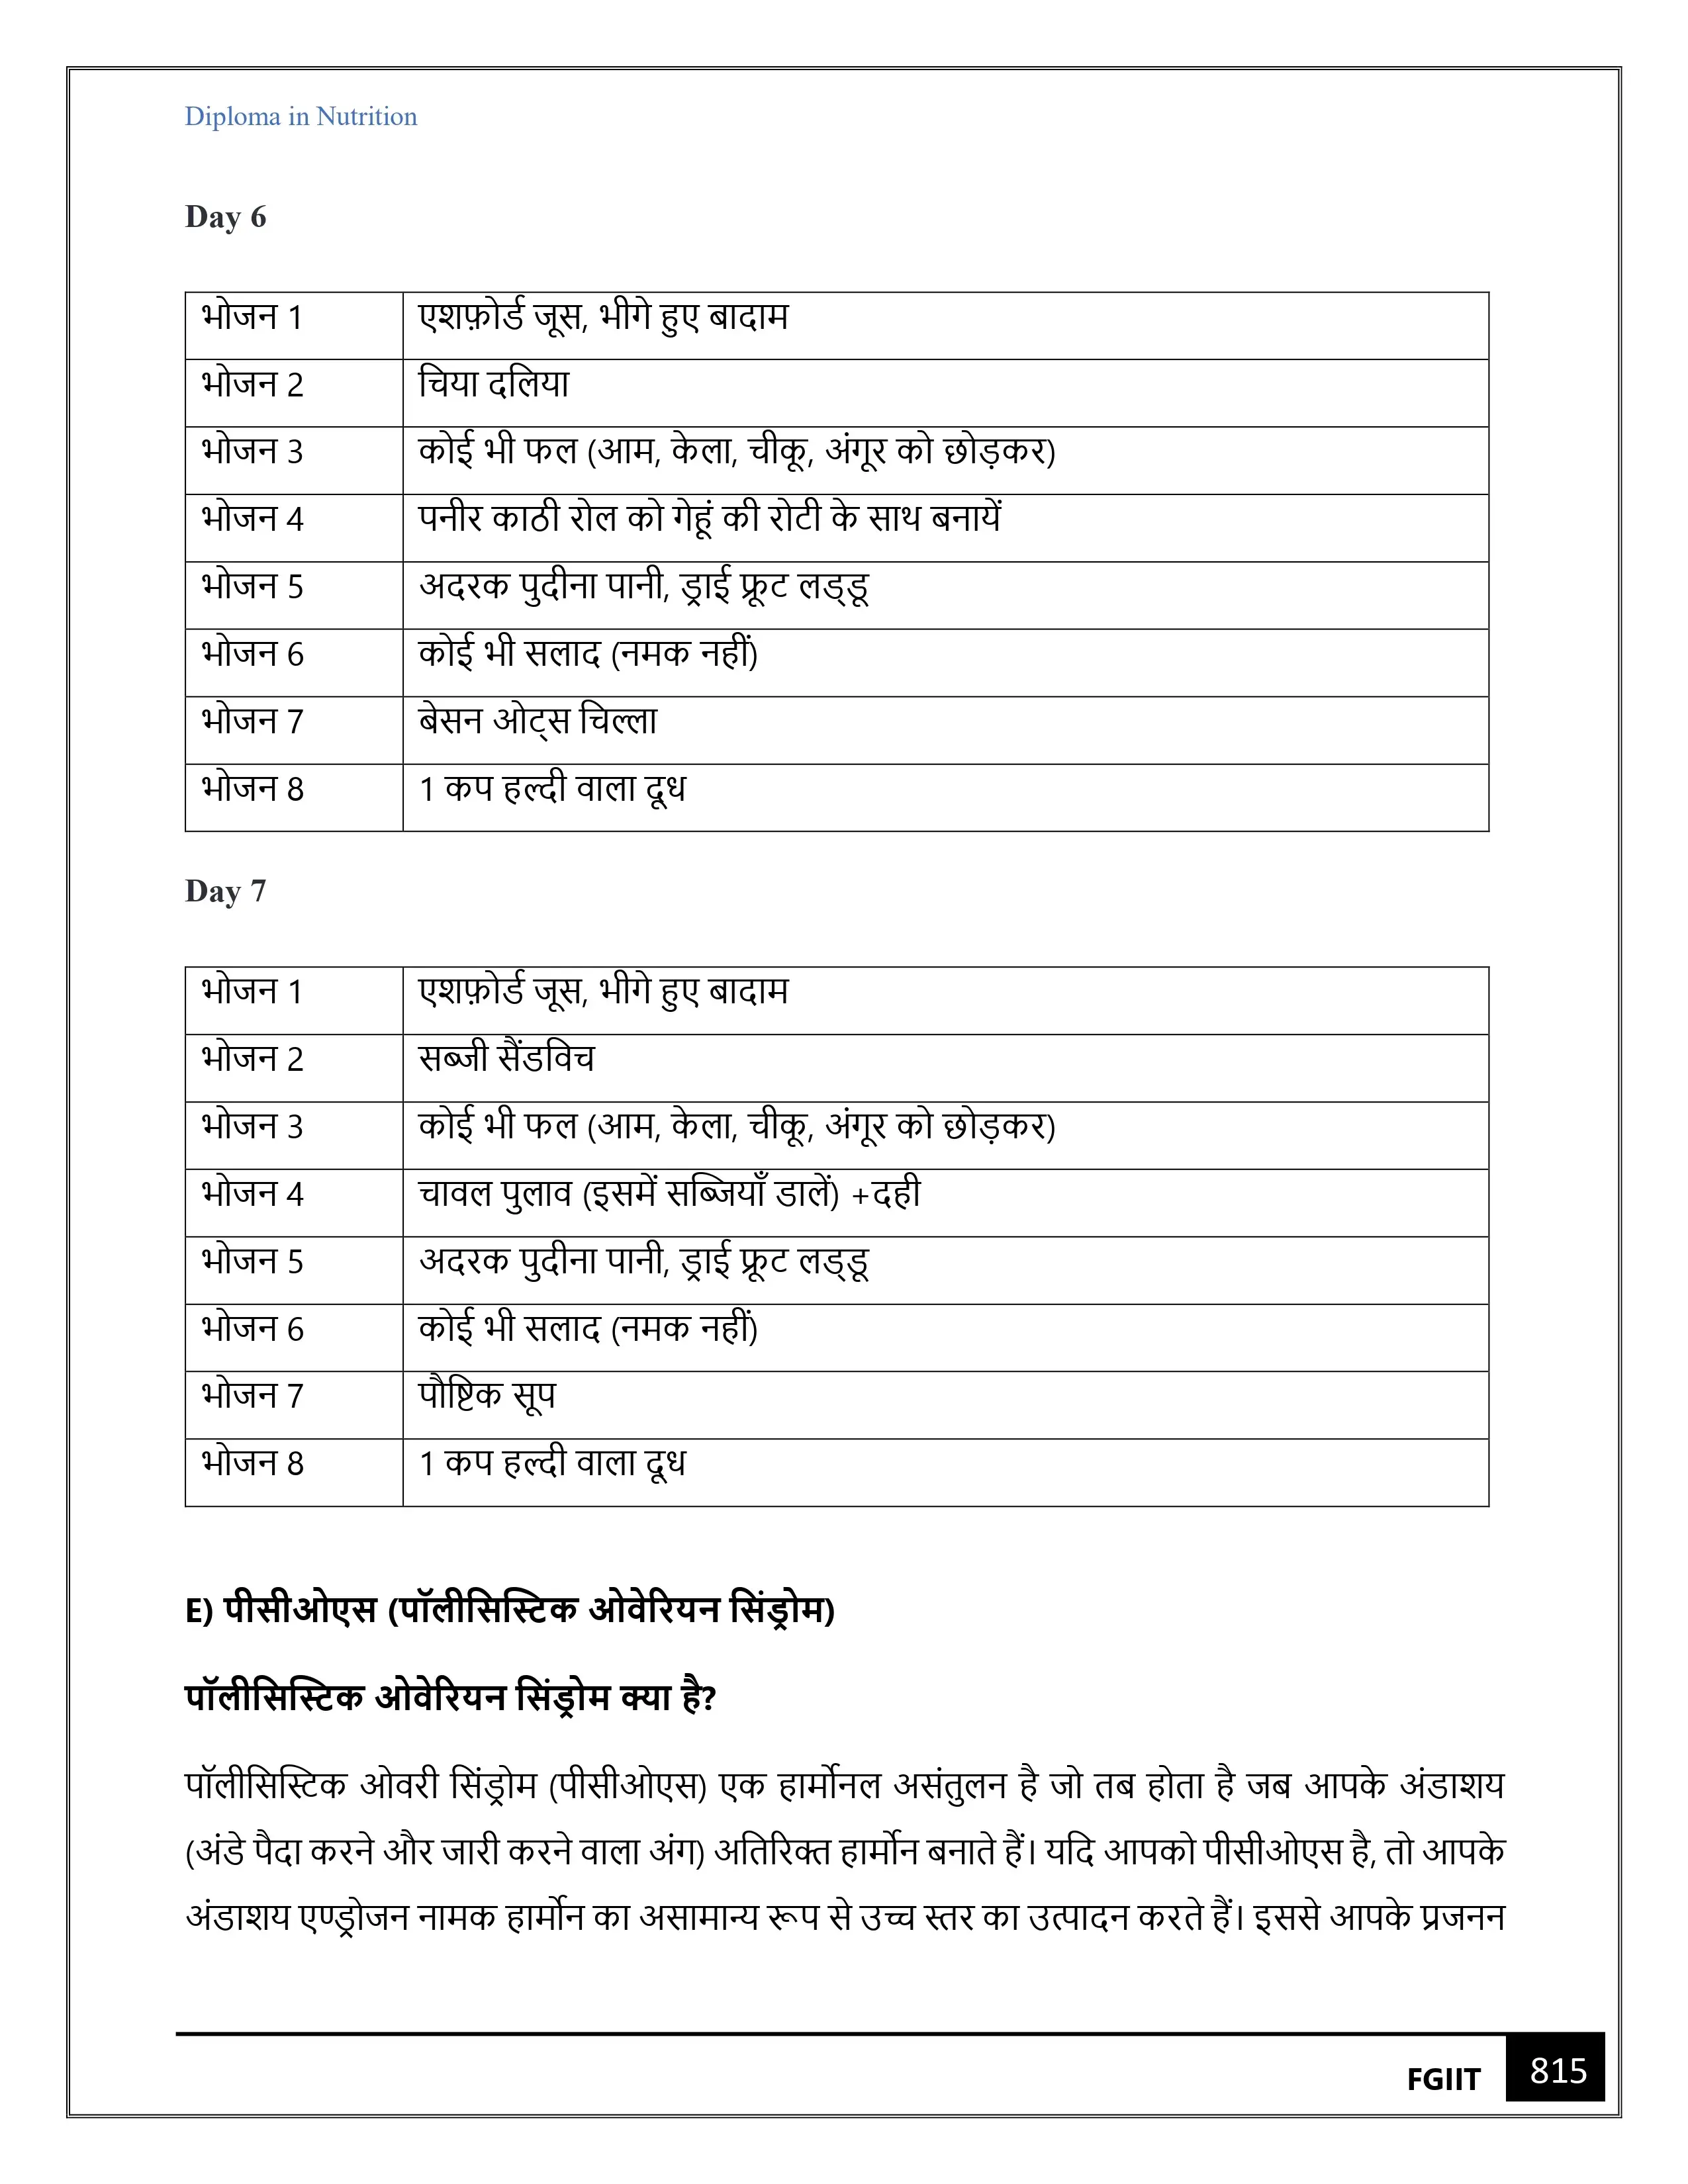 Diploma in Nutrition
Day 6
भोजन 1 एशफ़ोर्ड जूस, भीगे हुए बादाम
भोजन 2 चिया दलिया
भोजन 3 कोई भी फल (आम, केला, चीकू, अंगूर को छोड़कर)
भोजन 4 पनीर काठी रोल को गेहूं की रोटी के साथ बनायें
भोजन 5 अदरक पुदीना पानी, ड्राई फ्रूट लड्डू
भोजन 6 कोई भी सलाद (नमक नहीं)
भोजन 7 बेसन ओट्स चिल्ला
भोजन 8 1 कप हल्दी वाला दूध
Day 7
भोजन 1 एशफ़ोर्ड जूस, भीगे हुए बादाम
भोजन 2 सब्जी सैंडविच
भोजन 3 कोई भी फल (आम, केला, चीकू, अंगूर को छोड़कर)
भोजन 4 चावल पुलाव (इसमें सब्जियाँ डालें) +दही
भोजन 5 अदरक पुदीना पानी, ड्राई फ्रूट लड्डू
भोजन 6 कोई भी सलाद (नमक नहीं)
भोजन 7 पौष्टिक सूप
भोजन 8 1 कप हल्दी वाला दूध
E) पीसीओएस (पॉलीसिस्टिक ओवेरियन सिंड्रोम)
पॉलीसिस्टिक ओवेरियन सिंड्रोम क्या है?
पॉलीसिस्टिक ओवरी सिंड्रोम (पीसीओएस) एक हार्मोनल असंतुलन है जो तब होता है जब आपके अंडाशय
(अंडे पैदा करने और जारी करने वाला अंग) अतिरिक्त हार्मोन बनाते हैं। यदि आपको पीसीओएस है, तो आपके
अंडाशय एण्ड्रोजन नामक हार्मोन का असामान्य रूप से उच्च स्तर का उत्पादन करते हैं। इससे आपके प्रजनन
FGIIT 815